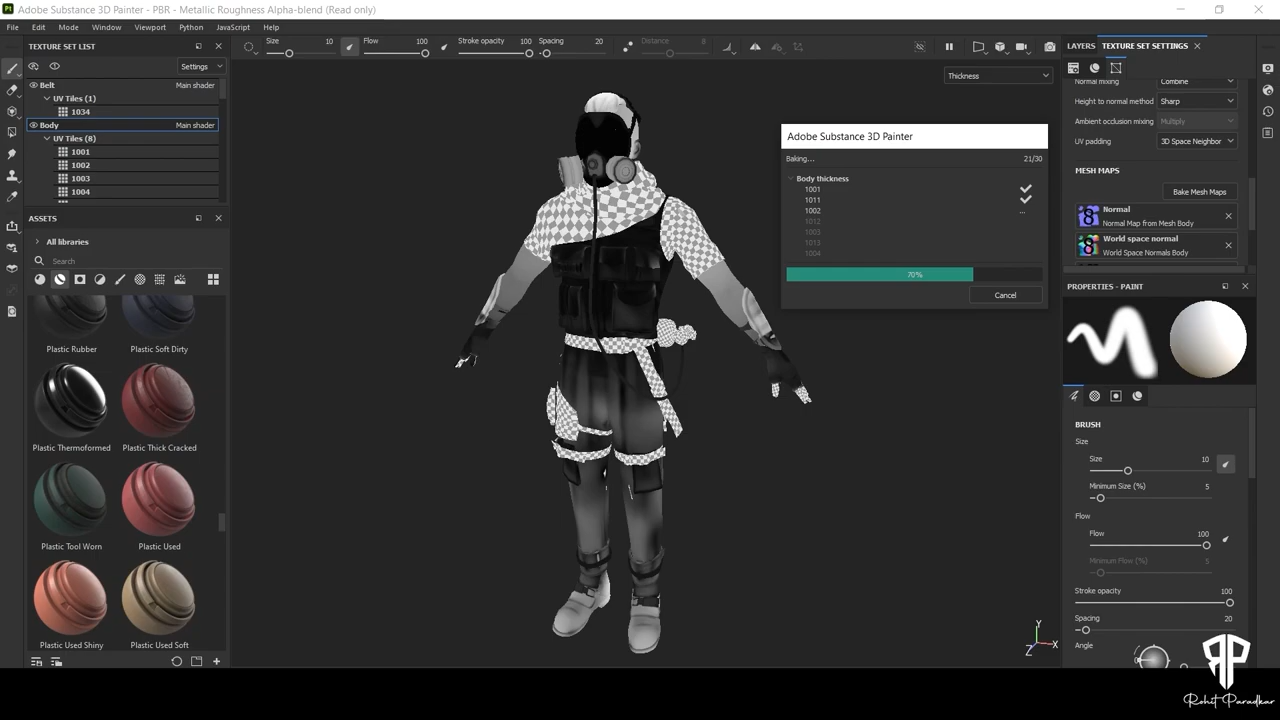 Adobe Substance 3D Painter - PBR - Metallic Roughness Alpha-blend (Read only)
File Edit Mode Window Viewport Python JavaScript Help
TEXTURE SET LIST
Size 10 Flow 100 Stroke opacity 100 Spacing 20 Distance 8
LAYERS TEXTURE SET SETTINGS
Settings
Belt Main shader
UV Tiles (1)
1034
Body Main shader
UV Tiles (8)
1001
1002
1003
1004
ASSETS
All libraries
Search
Plastic Rubber Plastic Soft Dirty
Plastic Thermoformed Plastic Thick Cracked
Plastic Tool Worn Plastic Used
Plastic Used Shiny Plastic Used Soft
Thickness
Adobe Substance 3D Painter
Baking... 21/30
Body thickness
1001
1011
1002 ...
1012
1003
1013
1004
70%
Cancel
Normal mixing Combine
Height to normal method Sharp
Ambient occlusion mixing Multiply
UV padding 3D Space Neighbor
MESH MAPS
Bake Mesh Maps
Normal
Normal Map from Mesh Body
World space normal
World Space Normals Body
PROPERTIES - PAINT
BRUSH
Size
Size 10
Minimum Size (%) 5
Flow
Flow 100
Minimum Flow (%) 5
Stroke opacity 100
Spacing 20
Angle
Y
Z X
Rohit Paradkar